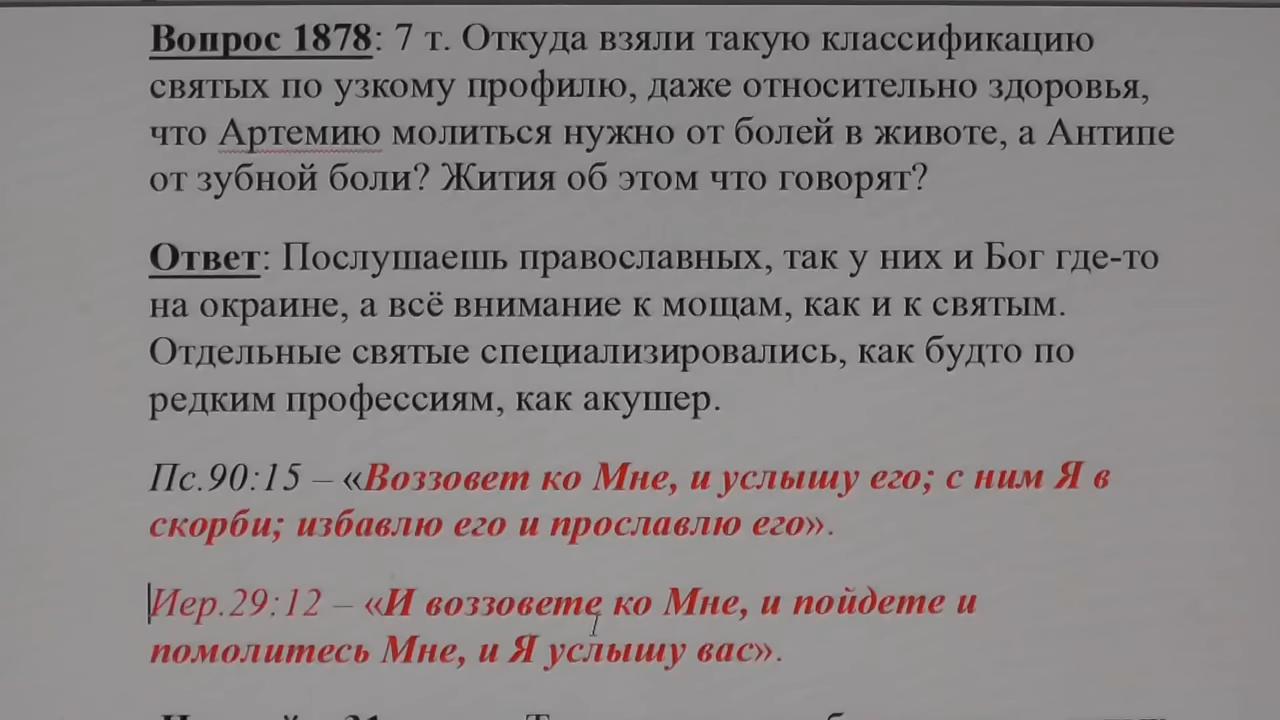 Вопрос 1878: 7 т. Откуда взяли такую классификацию
святых по узкому профилю, даже относительно здоровья,
что Артемию молиться нужно от болей в животе, а Антипе
от зубной боли? Жития об этом что говорят?
Ответ: Послушаешь православных, так у них и Бог где-то
на окраине, а всё внимание к мощам, как и к святым.
Отдельные святые специализировались, как будто по
редким профессиям, как акушер.
Пс.90:15 – «Воззовет ко Мне, и услышу его; с ним Я в
скорби; избавлю его и прославлю его».
Иер.29:12 – «И воззовете ко Мне, и пойдете и
помолитесь Мне, и Я услышу вас».